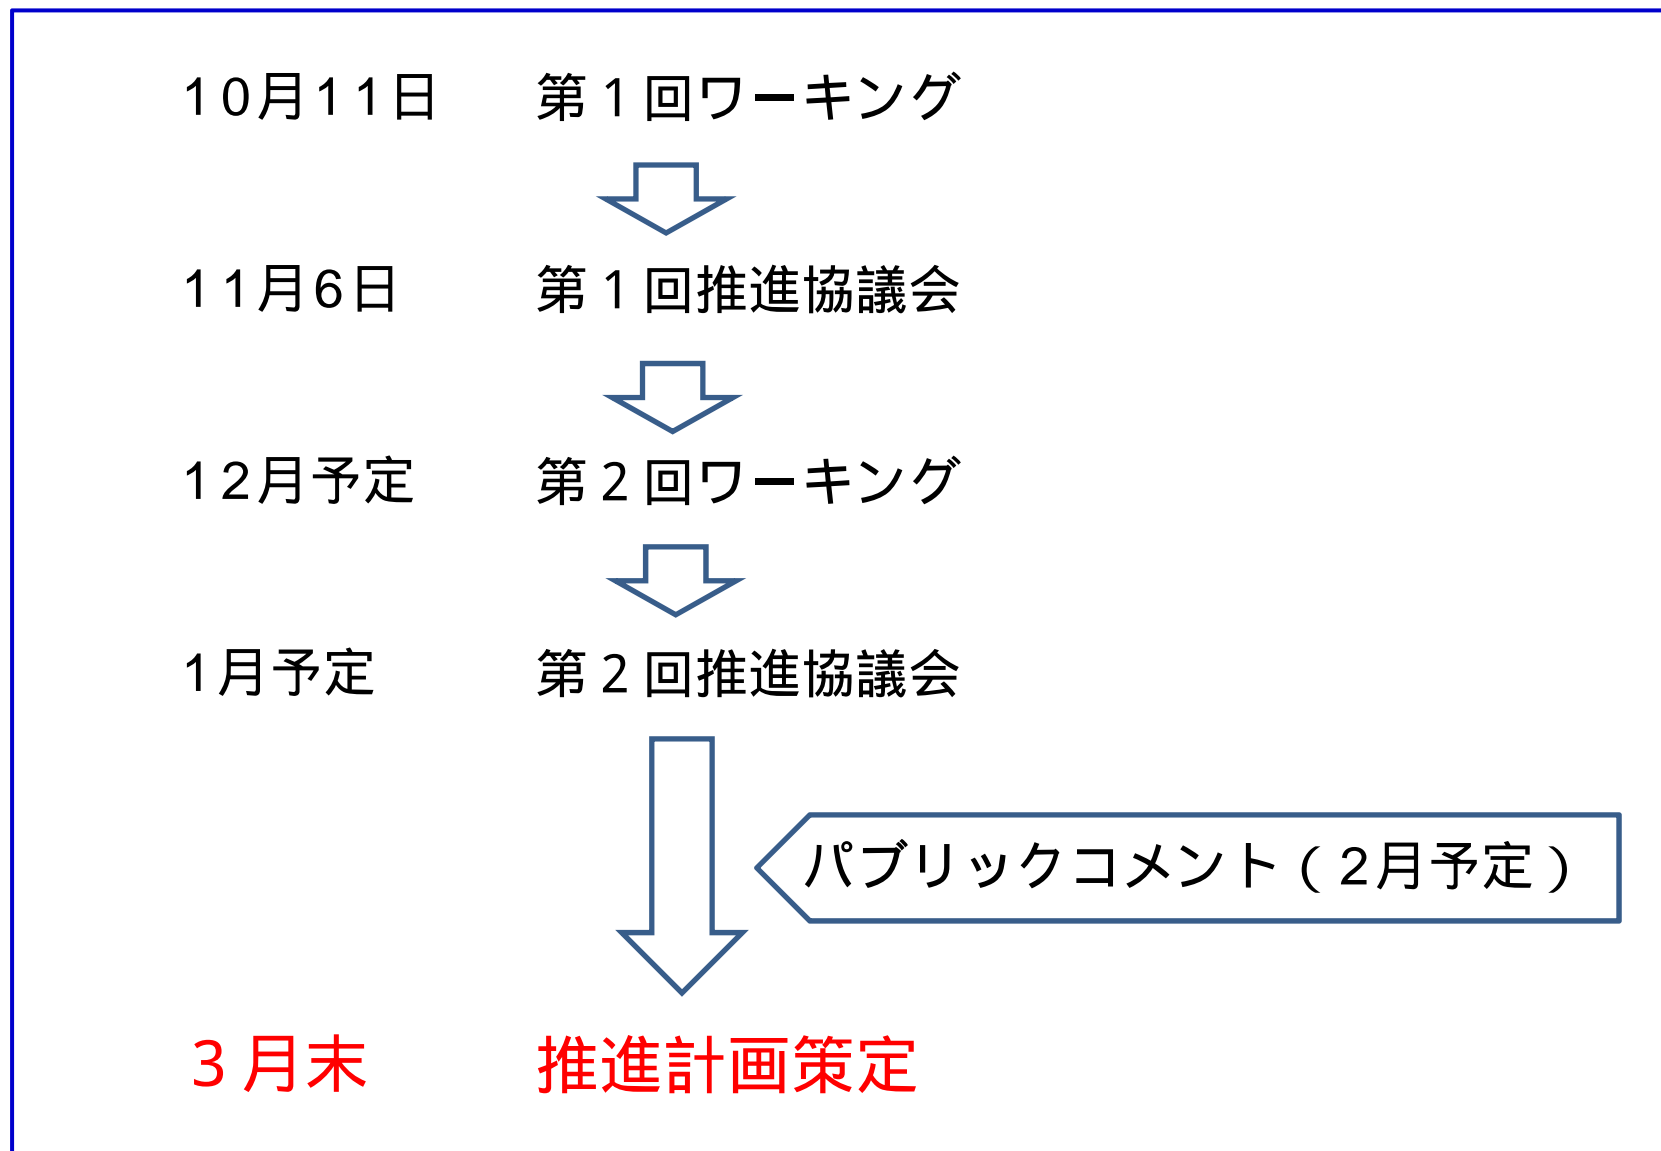 10月11日　第1回ワーキング
11月6日　第1回推進協議会
12月予定　第2回ワーキング
1月予定　第2回推進協議会
パブリックコメント（2月予定）
3月末　推進計画策定